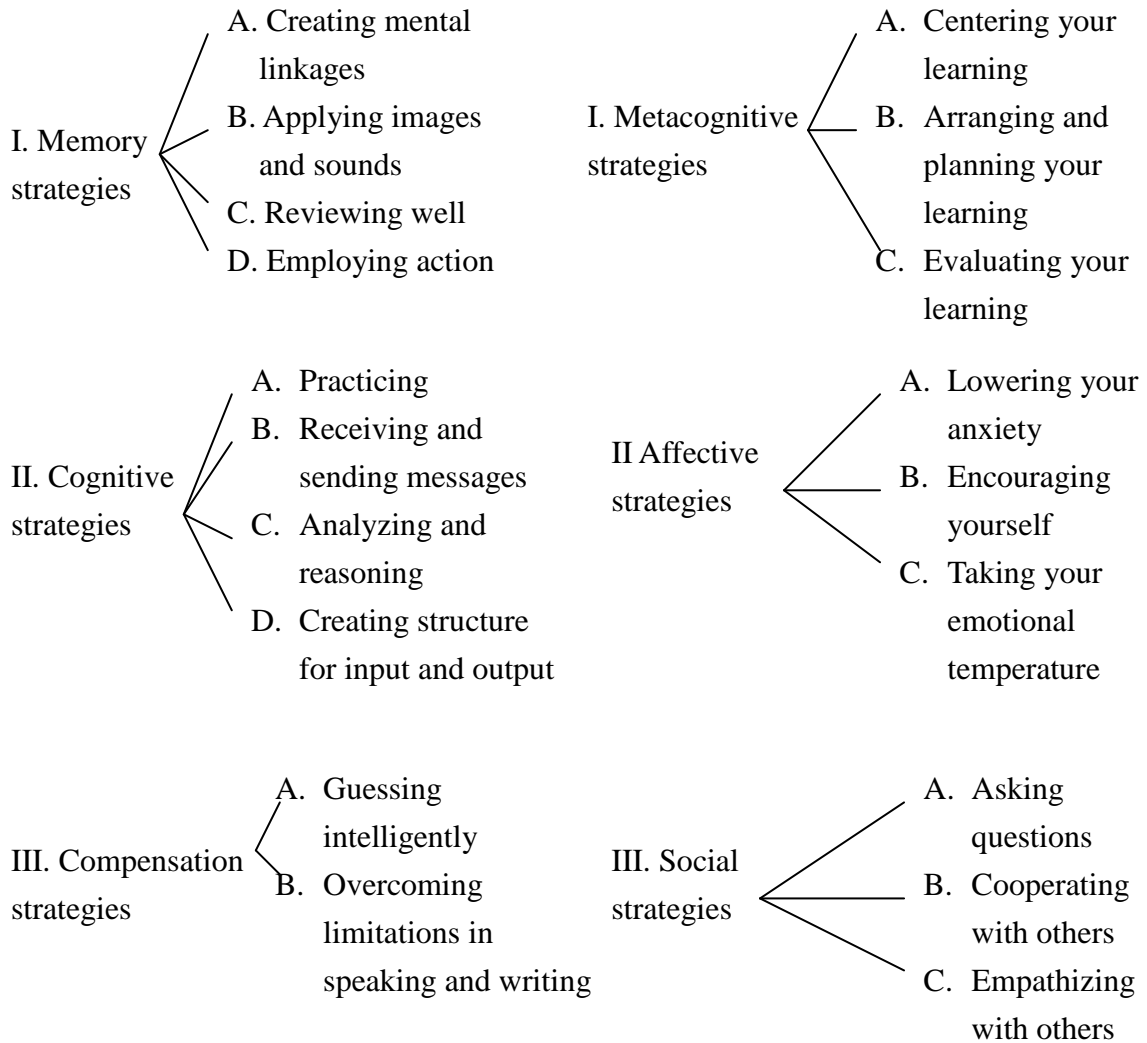 I. Memory
strategies
A. Creating mental
linkages
B. Applying images
and sounds
C. Reviewing well
D. Employing action
I. Metacognitive
strategies
A. Centering your
learning
B. Arranging and
planning your
learning
C. Evaluating your
learning
II. Cognitive
strategies
A. Practicing
B. Receiving and
sending messages
C. Analyzing and
reasoning
D. Creating structure
for input and output
II Affective
strategies
A. Lowering your
anxiety
B. Encouraging
yourself
C. Taking your
emotional
temperature
III. Compensation
strategies
A. Guessing
intelligently
B. Overcoming
limitations in
speaking and writing
III. Social
strategies
A. Asking
questions
B. Cooperating
with others
C. Empathizing
with others